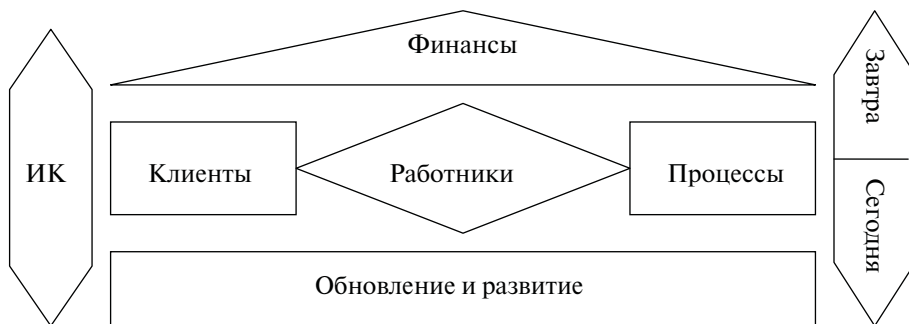 Финансы
ИК
Клиенты
Работники
Процессы
Обновление и развитие
Завтра
Сегодня